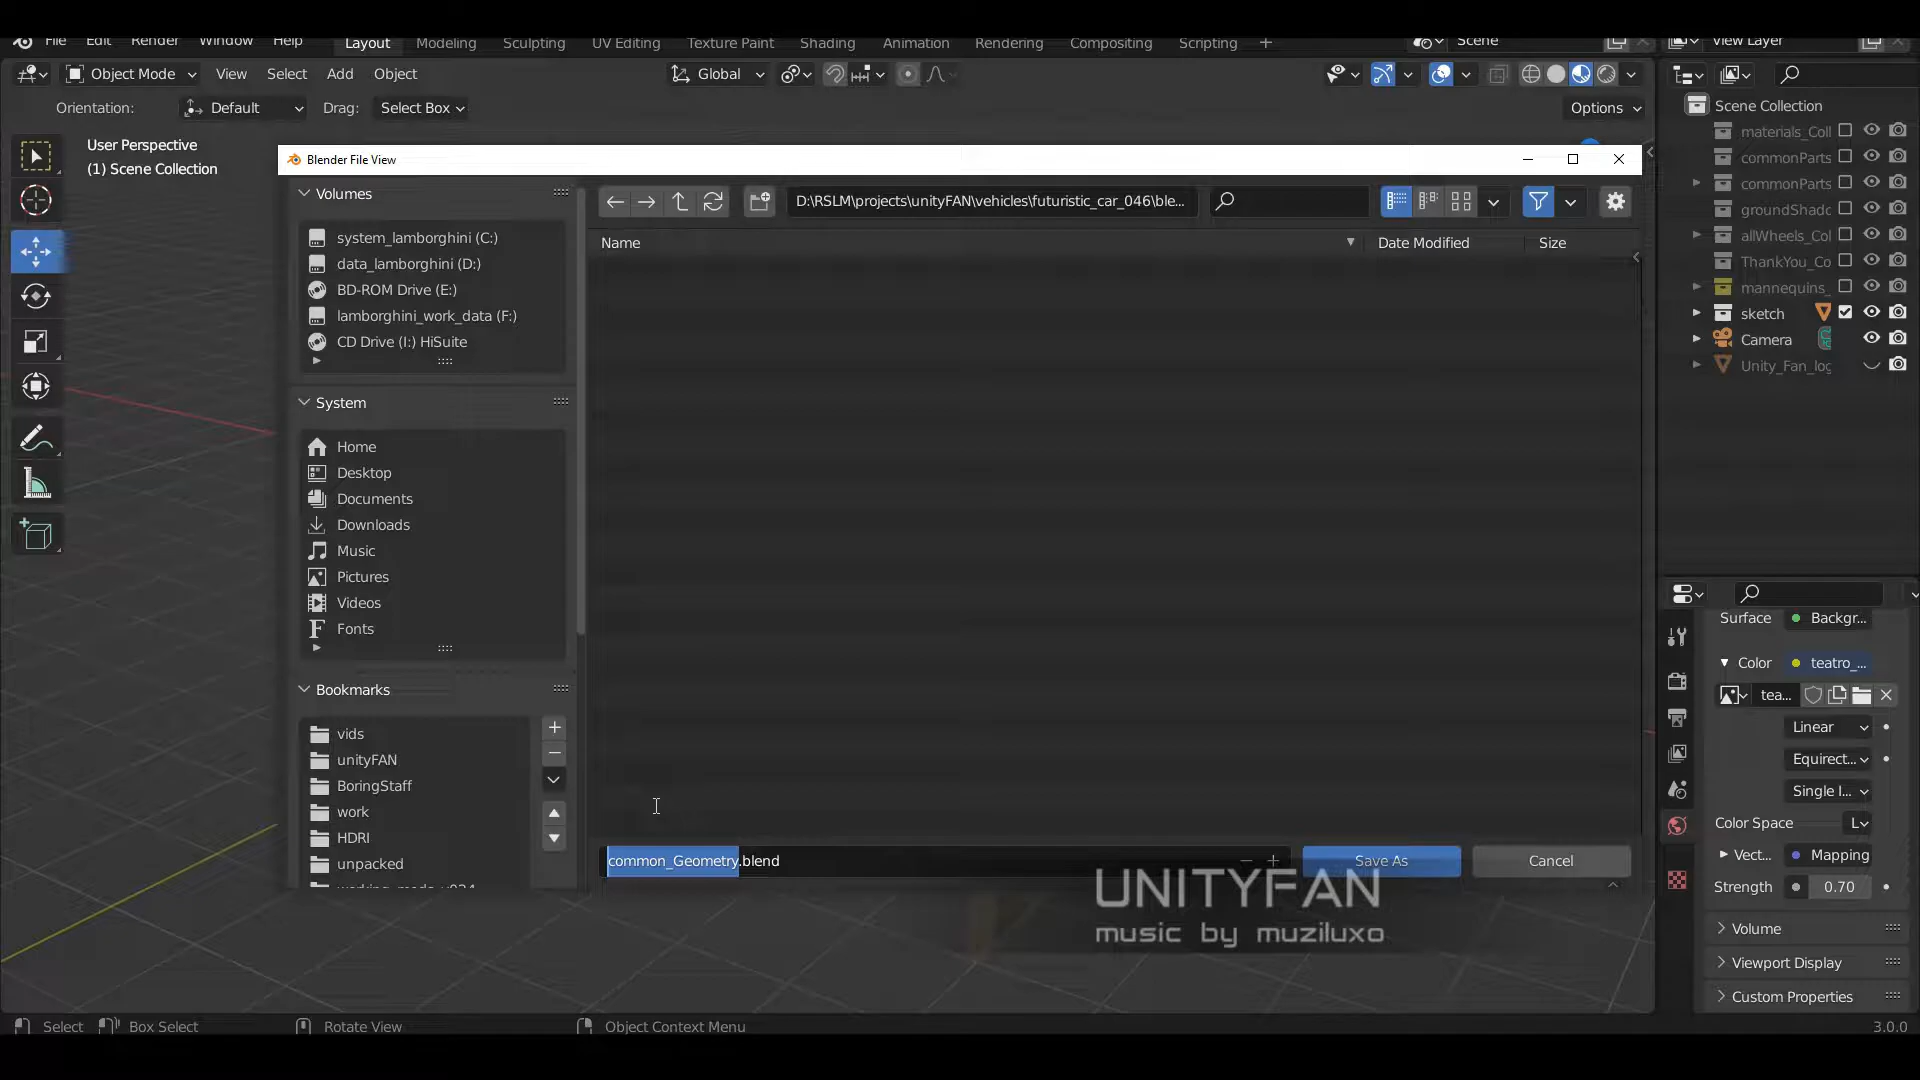 File Edit Render Window Help Layout Modeling Sculpting UV Editing Texture Paint Shading Animation Rendering Compositing Scripting Scene View Layer
Object Mode View Select Add Object Global
Orientation: Default Drag: Select Box Options
User Perspective
(1) Scene Collection
Blender File View
Volumes
system_lamborghini (C:)
data_lamborghini (D:)
BD-ROM Drive (E:)
lamborghini_work_data (F:)
CD Drive (I:) HiSuite
System
Home
Desktop
Documents
Downloads
Music
Pictures
Videos
Fonts
Bookmarks
vids
unityFAN
BoringStaff
work
HDRI
unpacked
D:\RSLM\projects\unityFAN\vehicles\futuristic_car_046\ble...
Name Date Modified Size
common_Geometry.blend
Save As Cancel
UNITYFAN
music by muziluxo
Scene Collection
materials_Coll
commonParts
commonParts
groundShadc
allWheels_Col
ThankYou_Co
mannequins_
sketch
Camera
Unity_Fan_log
Surface Backgr...
Color teatro_...
tea...
Linear
Equirect...
Single I...
Color Space L
Vect... Mapping
Strength 0.70
Volume
Viewport Display
Custom Properties
Select Box Select Rotate View Object Context Menu 3.0.0